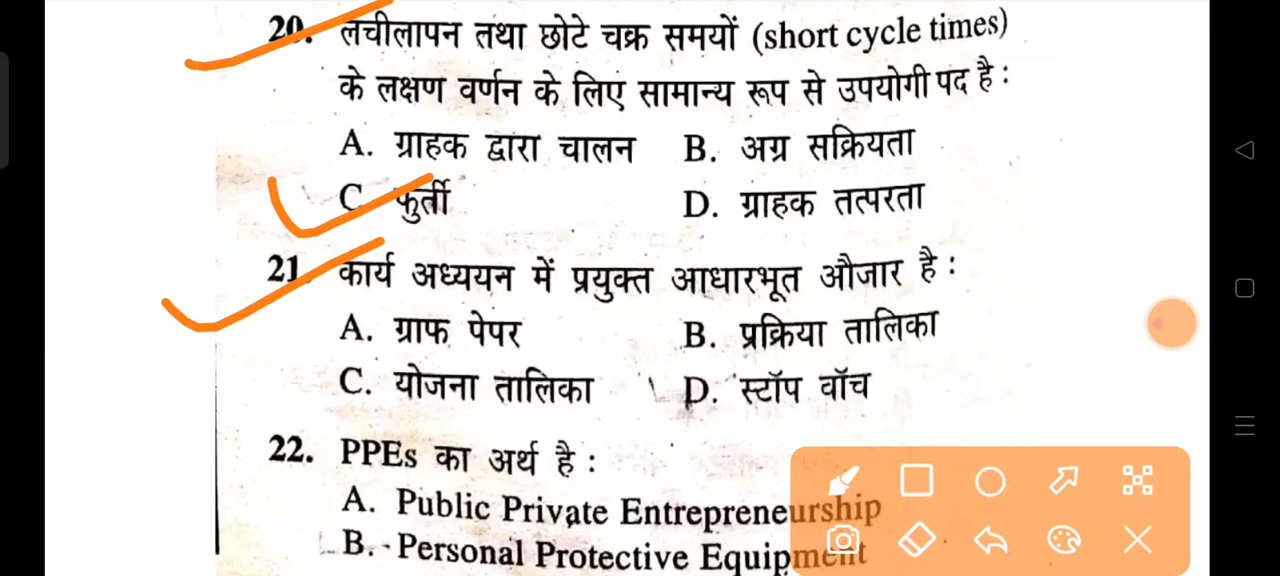 20. लचीलापन तथा छोटे चक्र समयों (short cycle times)
के लक्षण वर्णन के लिए सामान्य रूप से उपयोगी पद है :
A. ग्राहक द्वारा चालन B. अग्र सक्रियता
C. फुर्ती D. ग्राहक तत्परता
21. कार्य अध्ययन में प्रयुक्त आधारभूत औजार है :
A. ग्राफ पेपर B. प्रक्रिया तालिका
C. योजना तालिका D. स्टॉप वॉच
22. PPEs का अर्थ है :
A. Public Private Entrepreneurship
B. Personal Protective Equipment